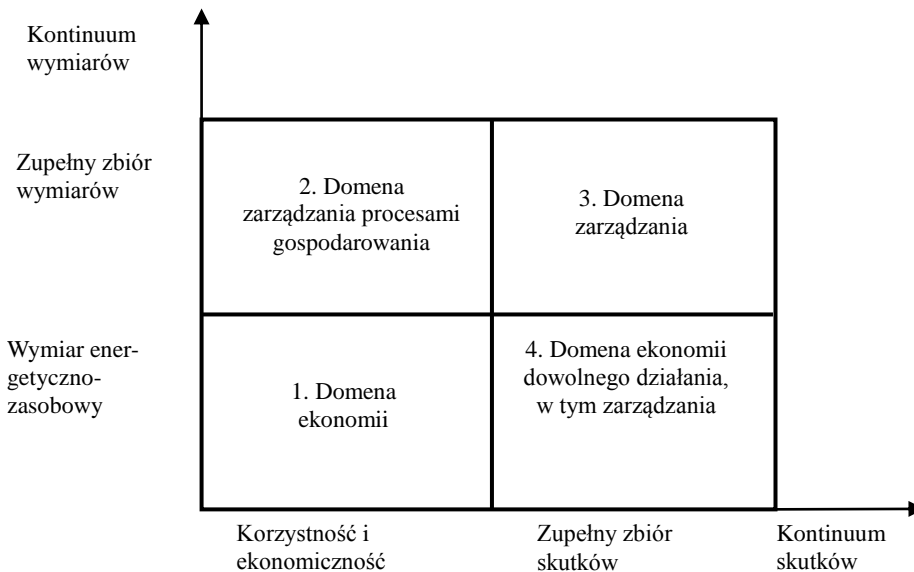 Kontinuum
wymiarów
Zupełny zbiór
wymiarów
2. Domena
zarządzania procesami
gospodarowania
3. Domena
zarządzania
Wymiar ener-
getyczno-
zasobowy
1. Domena
ekonomii
4. Domena ekonomii
dowolnego działania,
w tym zarządzania
Korzystność i
ekonomiczność
Zupełny zbiór
skutków
Kontinuum
skutków